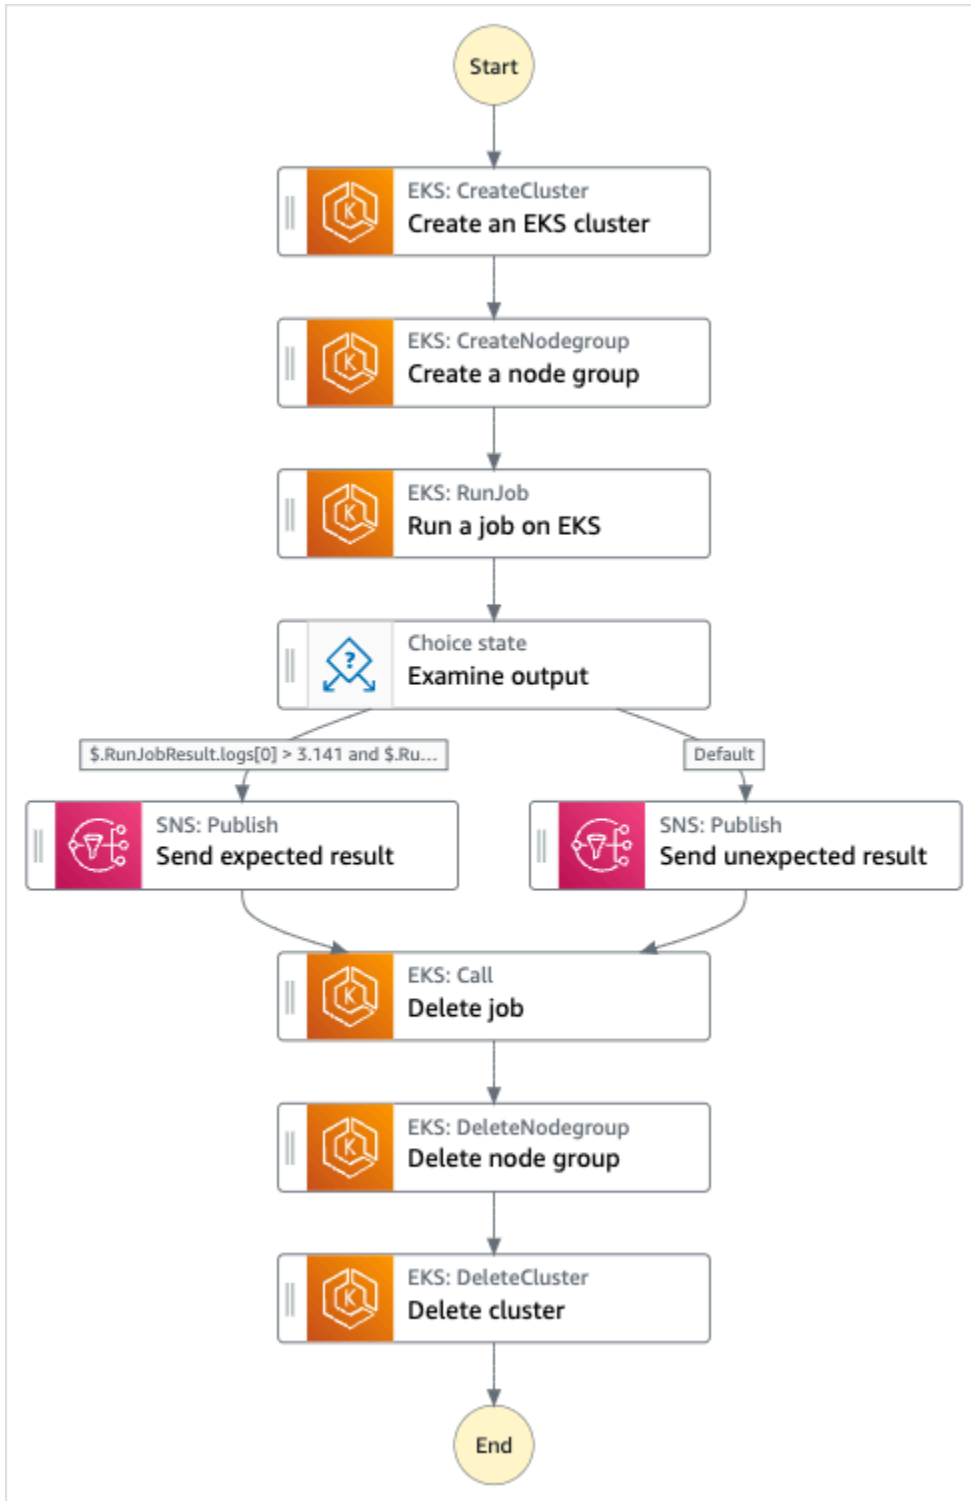 Start
EKS: CreateCluster
Create an EKS cluster
EKS: CreateNodegroup
Create a node group
EKS: RunJob
Run a job on EKS
Choice state
Examine output
$.RunJobResult.logs[0] > 3.141 and $.Ru...
Default
SNS: Publish
Send expected result
SNS: Publish
Send unexpected result
EKS: Call
Delete job
EKS: DeleteNodegroup
Delete node group
EKS: DeleteCluster
Delete cluster
End